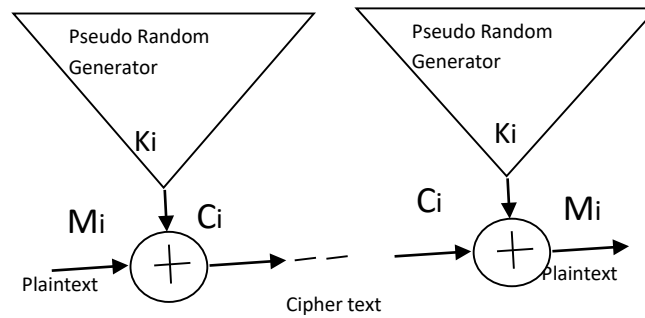 Pseudo Random
Generator
Ki
Mi
Ci
Plaintext
Pseudo Random
Generator
Ki
Ci
Mi
Plaintext
Cipher text